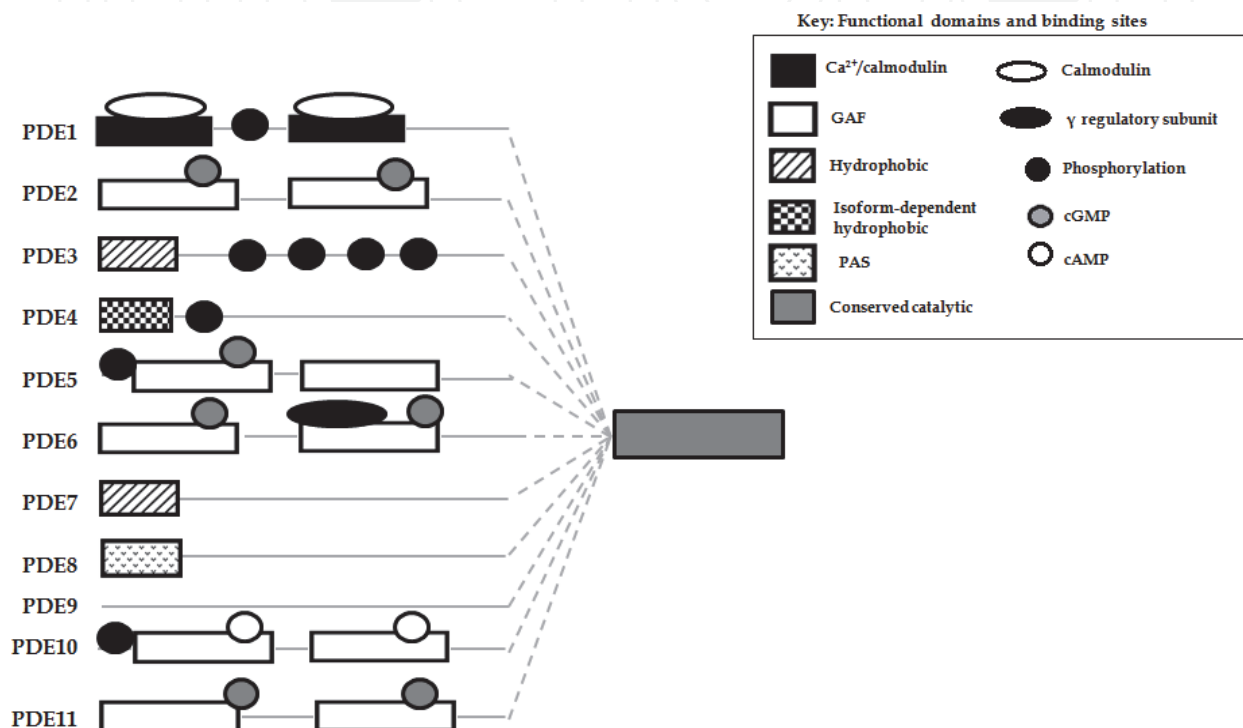 Key: Functional domains and binding sites
Ca²⁺/calmodulin
Calmodulin
GAF
γ regulatory subunit
Hydrophobic
Phosphorylation
Isoform-dependent
hydrophobic
cGMP
PAS
cAMP
Conserved catalytic
PDE1
PDE2
PDE3
PDE4
PDE5
PDE6
PDE7
PDE8
PDE9
PDE10
PDE11